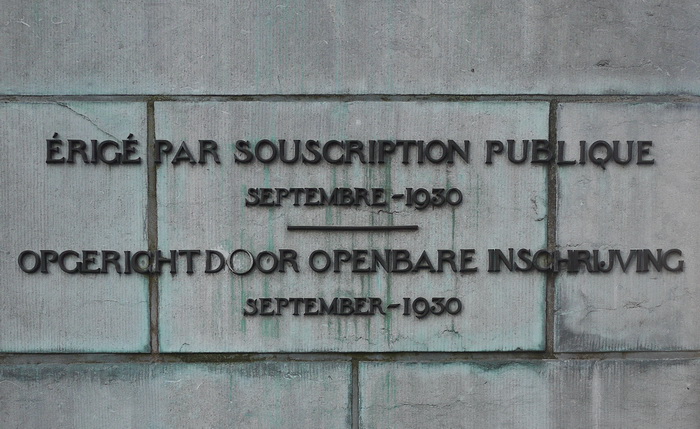 ÉRIGÉ PAR SOUSCRIPTION PUBLIQUE
SEPTEMBRE - 1930
OPGERICHT DOOR OPENBARE INSCHRIJVING
SEPTEMBER - 1930